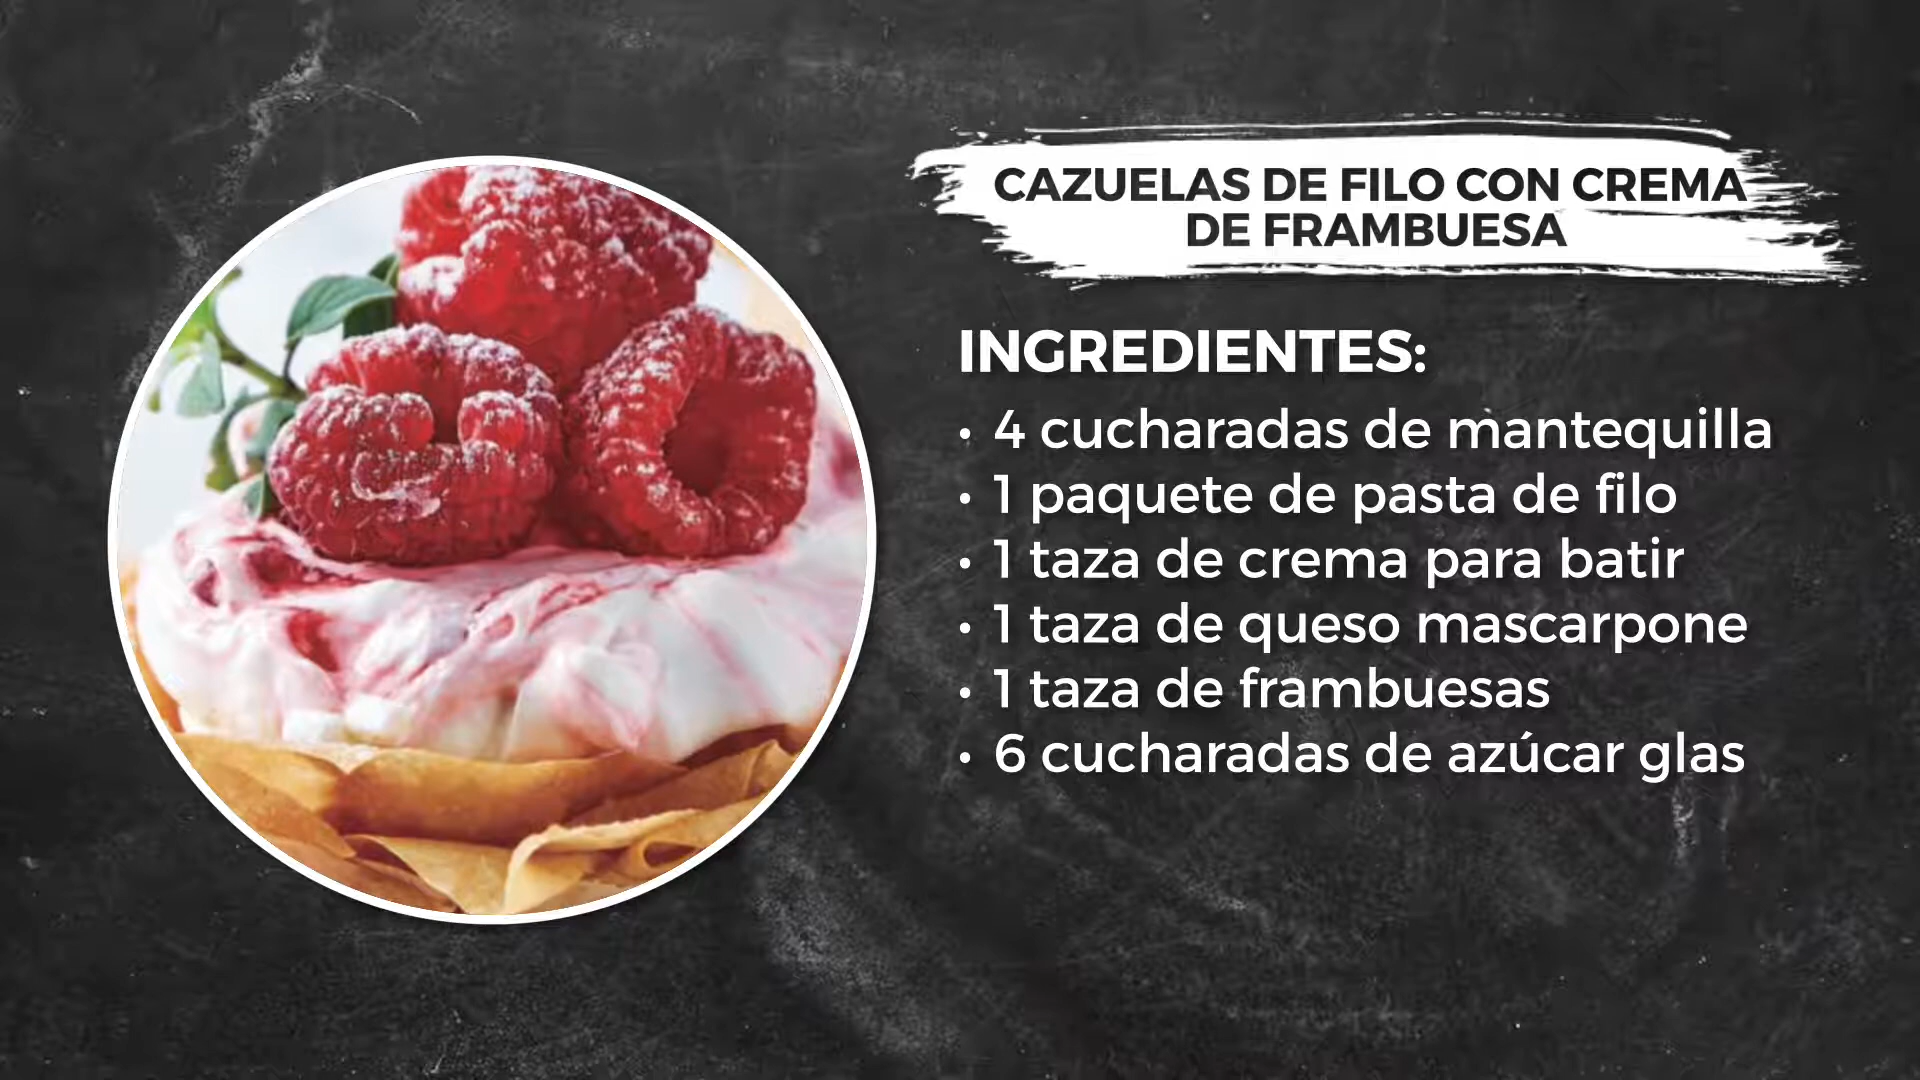 CAZUELAS DE FILO CON CREMA
DE FRAMBUESA
INGREDIENTES:
• 4 cucharadas de mantequilla
• 1 paquete de pasta de filo
• 1 taza de crema para batir
• 1 taza de queso mascarpone
• 1 taza de frambuesas
• 6 cucharadas de azúcar glas